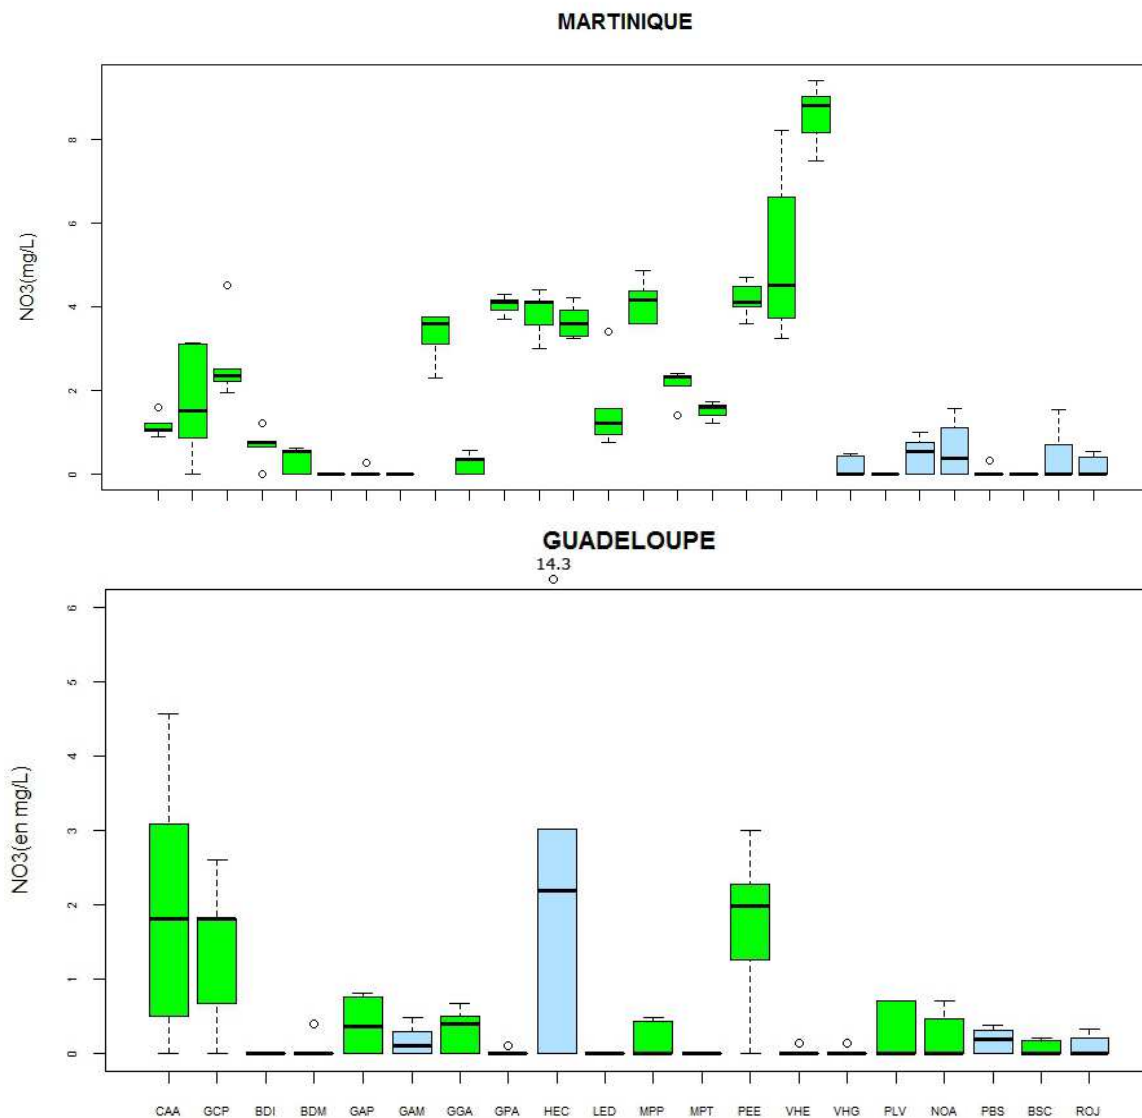 MARTINIQUE
NO3(mg/L)
8
6
4
2
0
GUADELOUPE
14.3
NO3(en mg/L)
6
5
4
3
2
1
0
CAA GCP BDI BDM GAP GAM GGA GPA HEC LED MPP MPT PEE VHE VHG PLV NOA PBS BSC ROJ